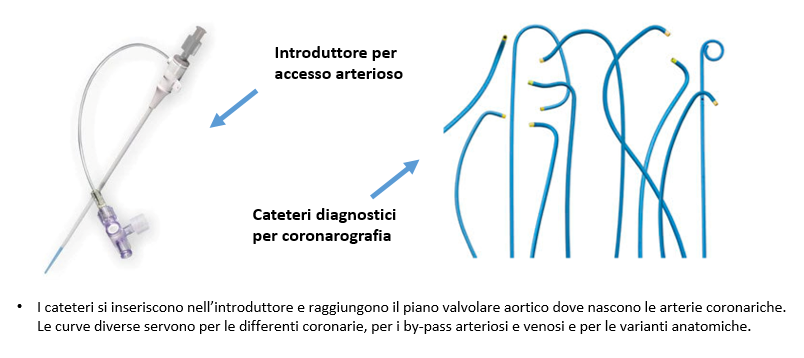 Introduttore per
accesso arterioso
Cateteri diagnostici
per coronarografia
• I cateteri si inseriscono nell’introduttore e raggiungono il piano valvolare aortico dove nascono le arterie coronariche.
Le curve diverse servono per le differenti coronarie, per i by-pass arteriosi e venosi e per le varianti anatomiche.